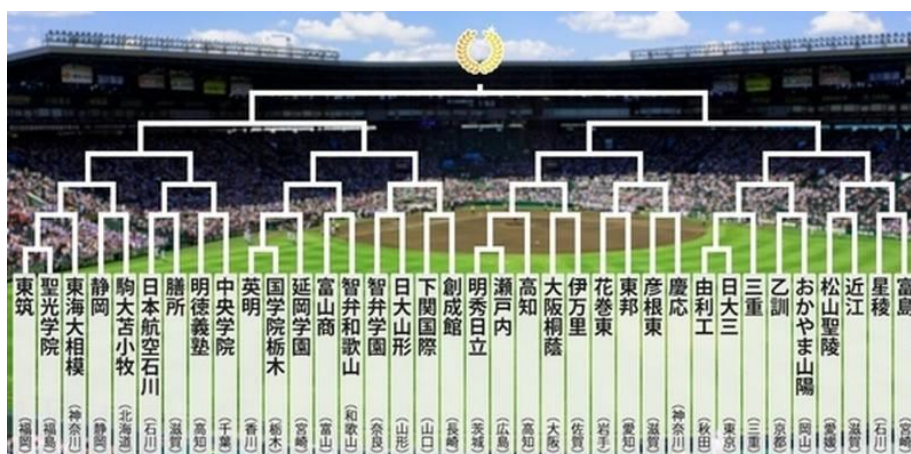 東筑
(福岡)
聖光学院
(福島)
東海大相模
(神奈川)
静岡
(静岡)
駒大苫小牧
(北海道)
日本航空石川
(石川)
膳所
(滋賀)
明徳義塾
(高知)
中央学院
(千葉)
英明
(香川)
国学院栃木
(栃木)
延岡学園
(宮崎)
富山商
(富山)
智弁和歌山
(和歌山)
智弁学園
(奈良)
日大山形
(山形)
下関国際
(山口)
創成館
(長崎)
明秀日立
(茨城)
瀬戸内
(広島)
高知
(高知)
大阪桐蔭
(大阪)
伊万里
(佐賀)
花巻東
(岩手)
東邦
(愛知)
彦根東
(滋賀)
慶応
(神奈川)
由利工
(秋田)
日大三
(東京)
三重
(三重)
乙訓
(京都)
おかやま山陽
(岡山)
松山聖陵
(愛媛)
近江
(滋賀)
星稜
(石川)
富島
(宮崎)